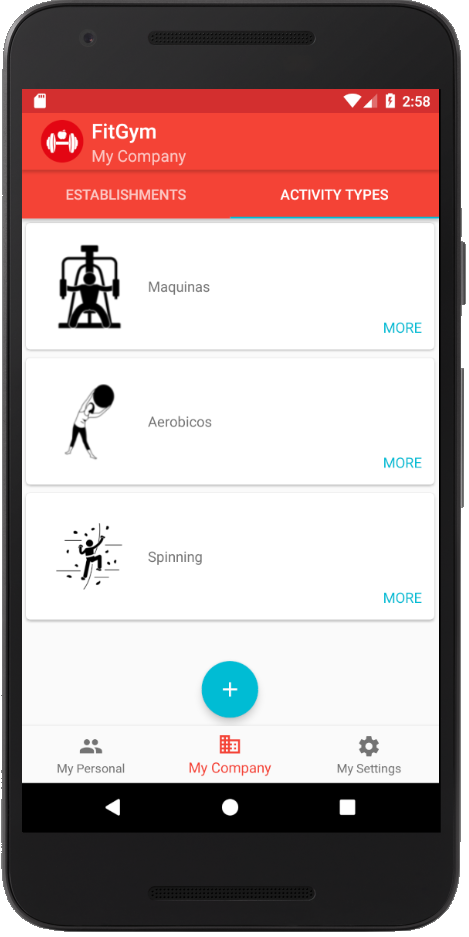 2:58
FitGym
My Company
ESTABLISHMENTS
ACTIVITY TYPES
Maquinas
MORE
Aerobicos
MORE
Spinning
MORE
+
My Personal
My Company
My Settings